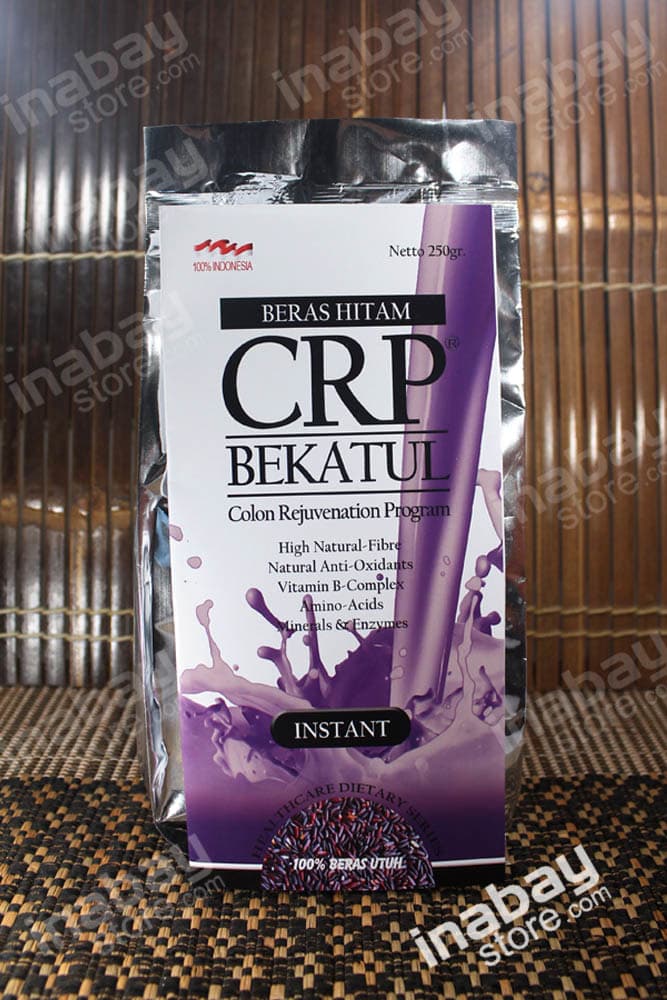 100% INDONESIA
Netto 250gr.
BERAS HITAM
CRP®
BEKATUL
Colon Rejuvenation Program
High Natural-Fibre
Natural Anti-Oxidants
Vitamin B-Complex
Amino-Acids
Minerals & Enzymes
INSTANT
HEALTHCARE DIETARY SERIES
100% BERAS UTUH
inabay
store.com